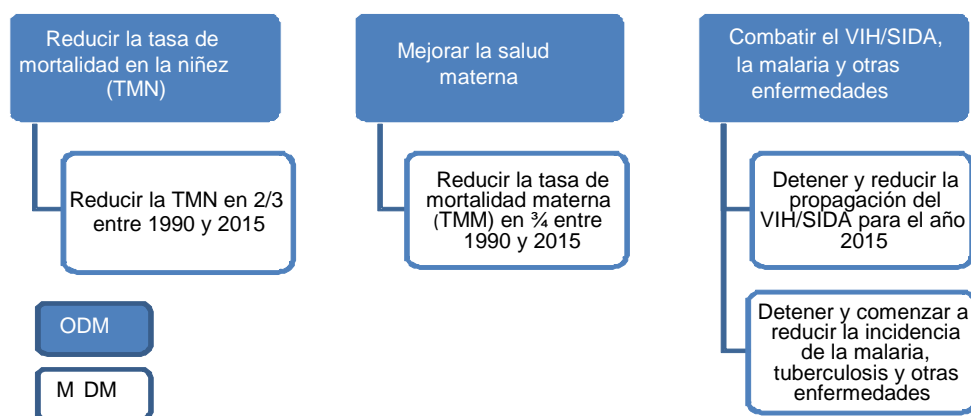 Reducir la tasa de
mortalidad en la niñez
(TMN)
Reducir la TMN en 2/3
entre 1990 y 2015
Mejorar la salud
materna
Reducir la tasa de
mortalidad materna
(TMM) en ¾ entre
1990 y 2015
Combatir el VIH/SIDA,
la malaria y otras
enfermedades
Detener y reducir la
propagación del
VIH/SIDA para el año
2015
Detener y comenzar a
reducir la incidencia
de la malaria,
tuberculosis y otras
enfermedades
ODM
M DM